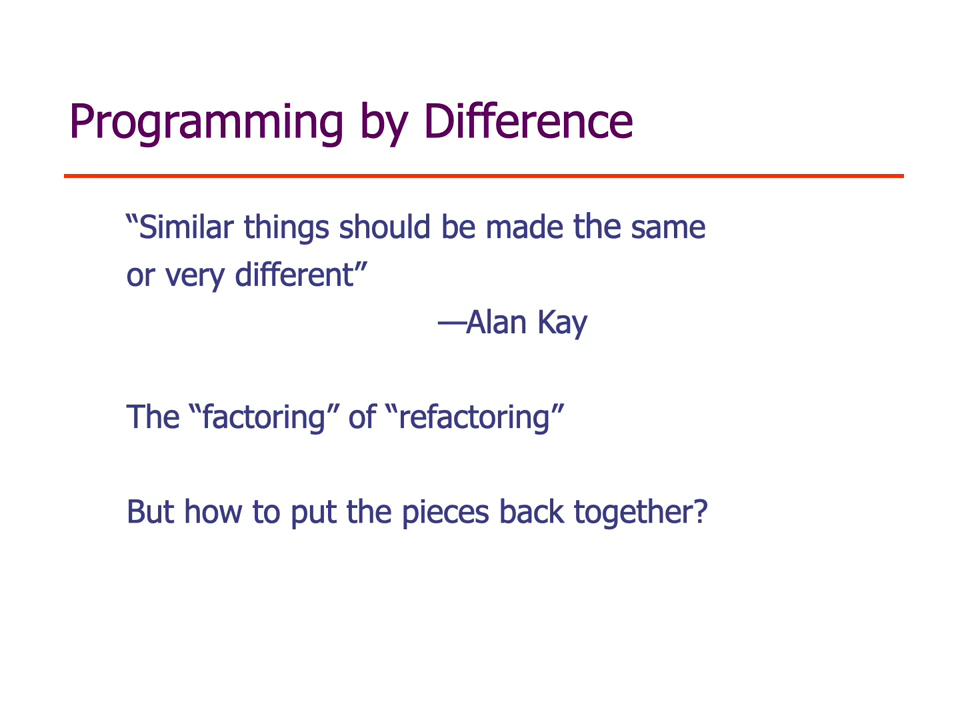 Programming by Difference
“Similar things should be made the same
or very different”
—Alan Kay
The “factoring” of “refactoring”
But how to put the pieces back together?